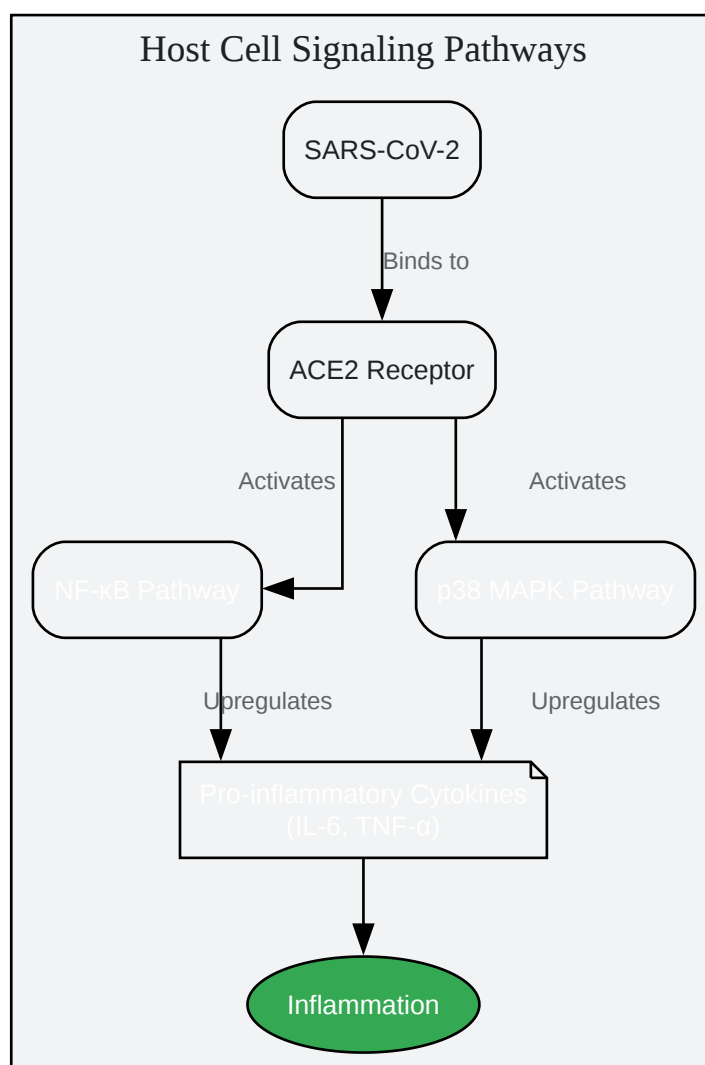 Host Cell Signaling Pathways
SARS-CoV-2
Binds to
ACE2 Receptor
Activates
Activates
NF-κB Pathway
p38 MAPK Pathway
Upregulates
Upregulates
Pro-inflammatory Cytokines
(IL-6, TNF-α)
Inflammation